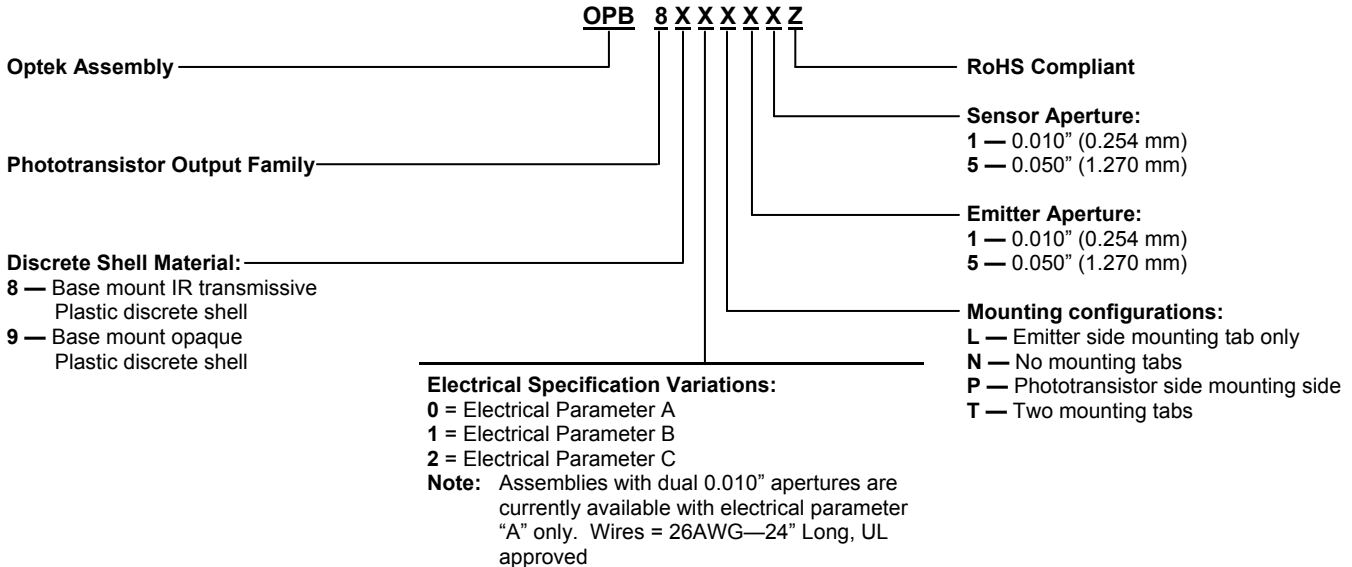 OPB 8 X X X X X Z
Optek Assembly
RoHS Compliant
Sensor Aperture:
1 — 0.010” (0.254 mm)
5 — 0.050” (1.270 mm)
Phototransistor Output Family
Emitter Aperture:
1 — 0.010” (0.254 mm)
5 — 0.050” (1.270 mm)
Discrete Shell Material:
8 — Base mount IR transmissive
Plastic discrete shell
9 — Base mount opaque
Plastic discrete shell
Mounting configurations:
L — Emitter side mounting tab only
N — No mounting tabs
P — Phototransistor side mounting side
T — Two mounting tabs
Electrical Specification Variations:
0 = Electrical Parameter A
1 = Electrical Parameter B
2 = Electrical Parameter C
Note: Assemblies with dual 0.010” apertures are
currently available with electrical parameter
“A” only. Wires = 26AWG—24” Long, UL
approved